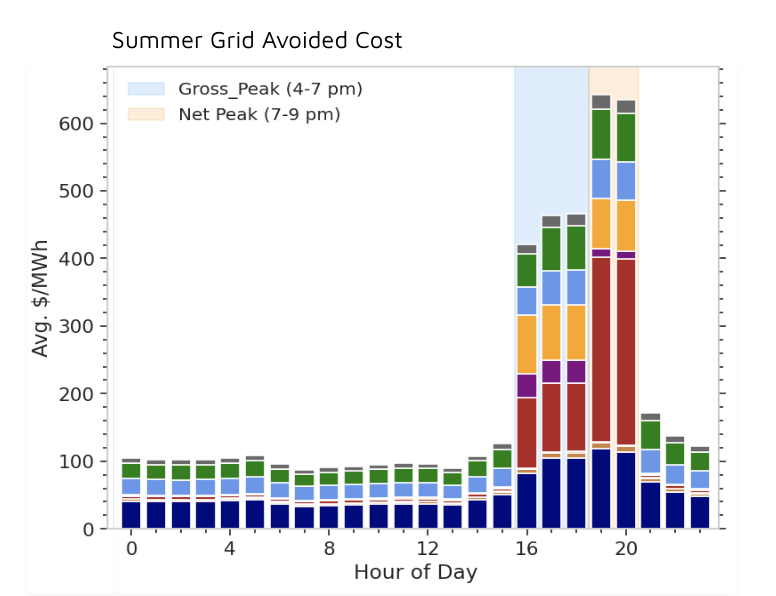 Summer Grid Avoided Cost
Gross_Peak (4-7 pm)
Net Peak (7-9 pm)
Avg. $/MWh
600
500
400
300
200
100
0
0 4 8 12 16 20
Hour of Day